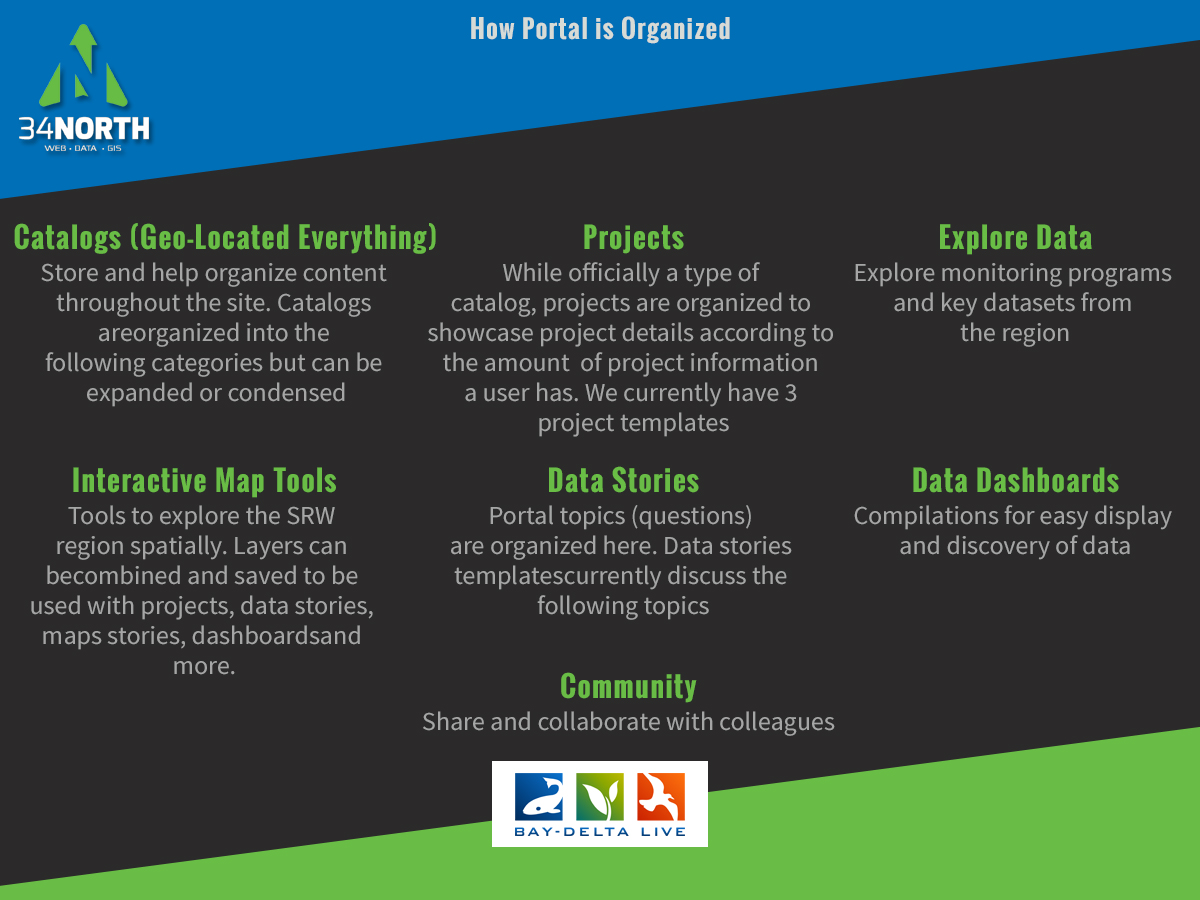 How Portal is Organized
34NORTH
WEB • DATA • GIS
Catalogs (Geo-Located Everything)
Store and help organize content
throughout the site. Catalogs
areorganized into the
following categories but can be
expanded or condensed
Projects
While officially a type of
catalog, projects are organized to
showcase project details according to
the amount  of project information
a user has. We currently have 3
project templates
Explore Data
Explore monitoring programs
and key datasets from
the region
Interactive Map Tools
Tools to explore the SRW
region spatially. Layers can
becombined and saved to be
used with projects, data stories,
maps stories, dashboardsand
more.
Data Stories
Portal topics (questions)
are organized here. Data stories
templatescurrently discuss the
following topics
Data Dashboards
Compilations for easy display
and discovery of data
Community
Share and collaborate with colleagues
BAY-DELTA LIVE